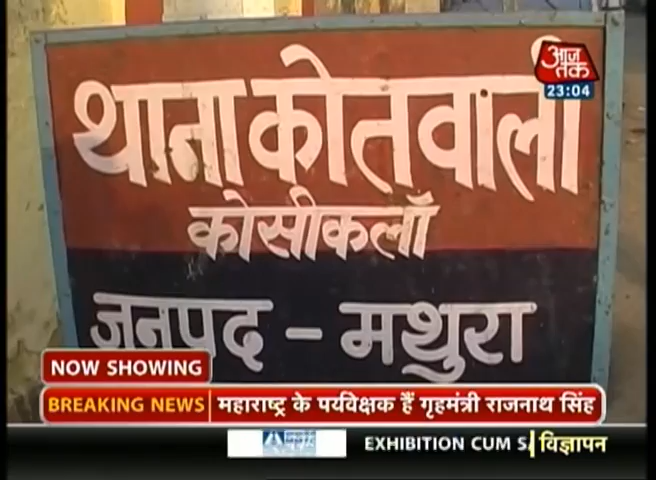 आज तक
23:04
थाना कोतवाली
कोसीकलाँ
जनपद - मथुरा
NOW SHOWING
BREAKING NEWS महाराष्ट्र के पर्यवेक्षक हैं गृहमंत्री राजनाथ सिंह
EXHIBITION CUM विज्ञापन